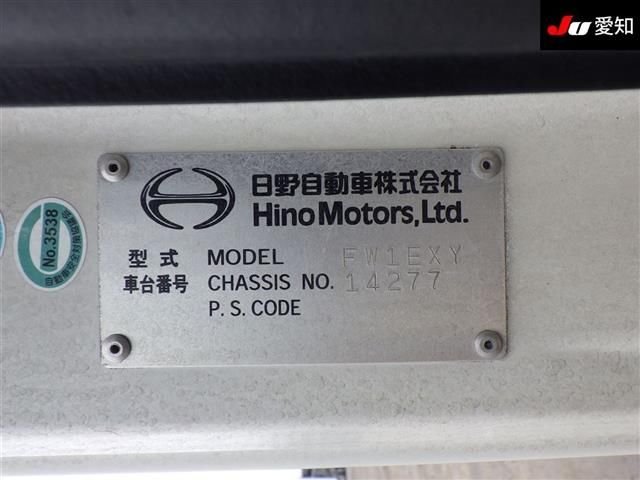 JU 愛知
日野自動車株式会社
Hino Motors, Ltd.
型式 MODEL FW1EXY
車台番号 CHASSIS NO. 14277
P.S.CODE
No.3538